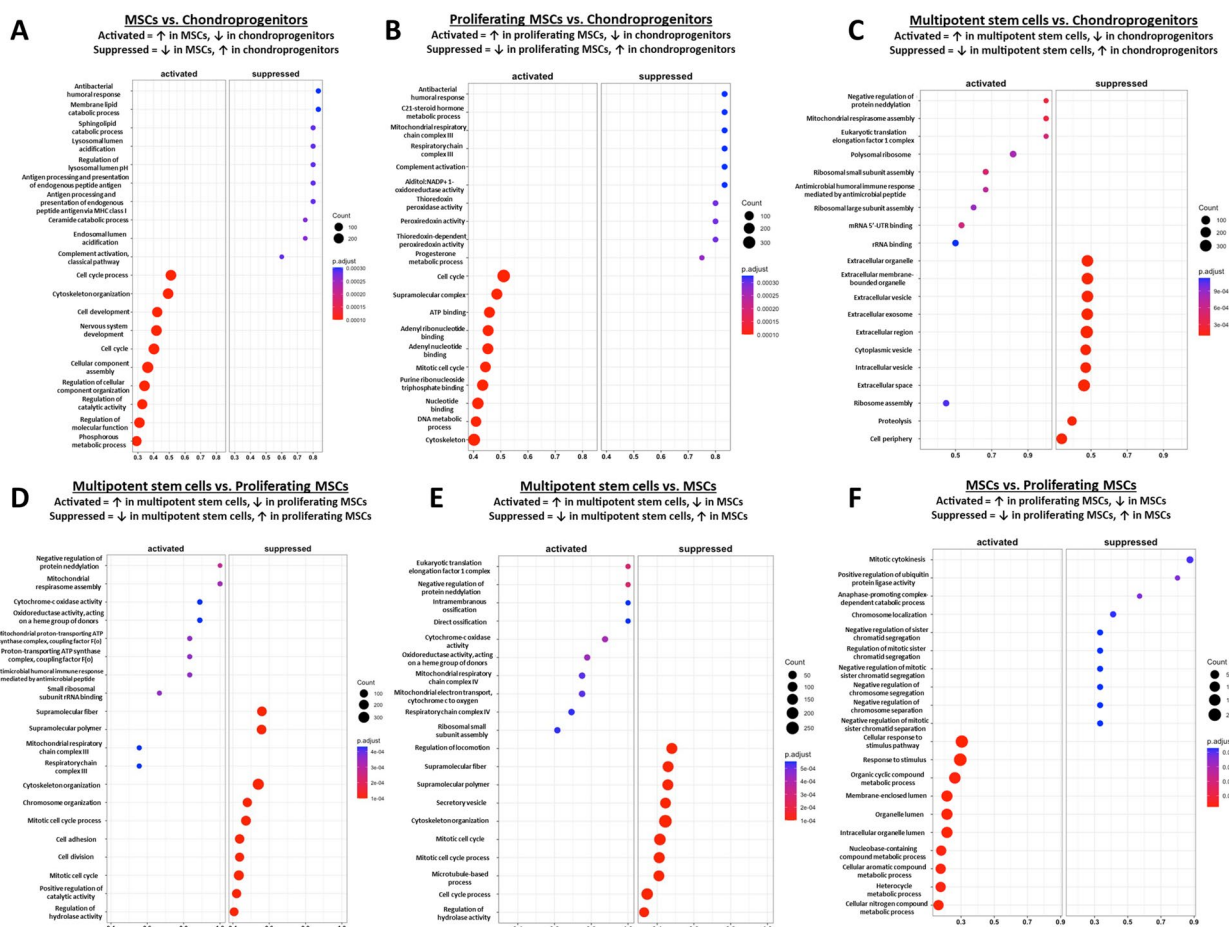 A
MSCs vs. Chondroprogenitors
Activated = ↑ in MSCs, ↓ in chondroprogenitors
Suppressed = ↓ in MSCs, ↑ in chondroprogenitors
activated
suppressed
Antibacterial
humoral response
Membrane lipid
catabolic process
Sphingolipid
catabolic process
Lysosomal lumen
acidification
Regulation of
lysosomal lumen pH
Antigen processing and presentation
of endogenous peptide antigen
Antigen processing and
presentation of endogenous
peptide antigen via MHC class I
Ceramide catabolic process
Endosomal lumen
acidification
Complement activation,
classical pathway
Cell cycle process
Cytoskeleton organization
Cell development
Nervous system
development
Cell cycle
Cellular component
assembly
Regulation of cellular
component organization
Regulation of
catalytic activity
Regulation of
molecular function
Phosphorous
metabolic process
0.3 0.4 0.5 0.6 0.7 0.8 0.3 0.4 0.5 0.6 0.7 0.8
Count
100
200
p.adjust
0.00030
0.00025
0.00020
0.00015
0.00010
B
Proliferating MSCs vs. Chondroprogenitors
Activated = ↑ in proliferating MSCs, ↓ in chondroprogenitors
Suppressed = ↓ in proliferating MSCs, ↑ in chondroprogenitors
activated
suppressed
Antibacterial
humoral response
C21-steroid hormone
metabolic process
Mitochondrial respiratory
chain complex III
Respiratory chain
complex III
Complement activation
Alditol:NADP+ 1-
oxidoreductase activity
Thioredoxin
peroxidase activity
Peroxiredoxin activity
Thioredoxin-dependent
peroxiredoxin activity
Progesterone
metabolic process
Cell cycle
Supramolecular complex
ATP binding
Adenyl ribonucleotide
binding
Adenyl nucleotide
binding
Mitotic cell cycle
Purine ribonucleoside
triphosphate binding
Nucleotide
binding
DNA metabolic
process
Cytoskeleton
0.4 0.5 0.6 0.7 0.8 0.4 0.5 0.6 0.7 0.8
Count
100
200
300
p.adjust
0.00030
0.00025
0.00020
0.00015
0.00010
C
Multipotent stem cells vs. Chondroprogenitors
Activated = ↑ in multipotent stem cells, ↓ in chondroprogenitors
Suppressed = ↓ in multipotent stem cells, ↑ in chondroprogenitors
activated
suppressed
Negative regulation of
protein neddylation
Mitochondrial respirasome assembly
Eukaryotic translation
elongation factor 1 complex
Polysomal ribosome
Ribosomal small subunit assembly
Antimicrobial humoral immune response
mediated by antimicrobial peptide
Ribosomal large subunit assembly
mRNA 5'-UTR binding
rRNA binding
Extracellular organelle
Extracellular membrane-
bounded organelle
Extracellular vesicle
Extracellular exosome
Extracellular region
Cytoplasmic vesicle
Intracellular vesicle
Extracellular space
Ribosome assembly
Proteolysis
Cell periphery
0.5 0.7 0.9 0.5 0.7 0.9
Count
100
200
300
p.adjust
9e-04
6e-04
3e-04
D
Multipotent stem cells vs. Proliferating MSCs
Activated = ↑ in multipotent stem cells, ↓ in proliferating MSCs
Suppressed = ↓ in multipotent stem cells, ↑ in proliferating MSCs
activated
suppressed
Negative regulation of
protein neddylation
Mitochondrial
respirasome assembly
Cytochrome-c oxidase activity
Oxidoreductase activity, acting
on a heme group of donors
Mitochondrial proton-transporting ATP
synthase complex, coupling factor F(o)
Proton-transporting ATP synthase
complex, coupling factor F(o)
ntimicrobial humoral immune response
mediated by antimicrobial peptide
Small ribosomal
subunit rRNA binding
Supramolecular fiber
Supramolecular polymer
Mitochondrial respiratory
chain complex III
Respiratory chain
complex III
Cytoskeleton organization
Chromosome organization
Mitotic cell cycle process
Cell adhesion
Cell division
Mitotic cell cycle
Positive regulation of
catalytic activity
Regulation of
hydrolase activity
Count
100
200
300
p.adjust
4e-04
3e-04
2e-04
1e-04
E
Multipotent stem cells vs. MSCs
Activated = ↑ in multipotent stem cells, ↓ in MSCs
Suppressed = ↓ in multipotent stem cells, ↑ in MSCs
activated
suppressed
Eukaryotic translation
elongation factor 1 complex
Negative regulation of
protein neddylation
Intramembranous
ossification
Direct ossification
Cytochrome-c oxidase
activity
Oxidoreductase activity, acting
on a heme group of donors
Mitochondrial respiratory
chain complex IV
Mitochondrial electron transport,
cytochrome c to oxygen
Respiratory chain complex IV
Ribosomal small
subunit assembly
Regulation of locomotion
Supramolecular fiber
Supramolecular polymer
Secretory vesicle
Cytoskeleton organization
Mitotic cell cycle
Mitotic cell cycle process
Microtubule-based
process
Cell cycle process
Regulation of
hydrolase activity
Count
50
100
150
200
250
p.adjust
5e-04
4e-04
3e-04
2e-04
1e-04
F
MSCs vs. Proliferating MSCs
Activated = ↑ in proliferating MSCs, ↓ in MSCs
Suppressed = ↓ in proliferating MSCs, ↑ in MSCs
activated
suppressed
Mitotic cytokinesis
Positive regulation of ubiquitin
protein ligase activity
Anaphase-promoting complex-
dependent catabolic process
Chromosome localization
Negative regulation of sister
chromatid segregation
Regulation of mitotic sister
chromatid segregation
Negative regulation of mitotic
sister chromatid segregation
Negative regulation of
chromosome segregation
Negative regulation of
chromosome separation
Negative regulation of mitotic
sister chromatid separation
Cellular response to
stimulus pathway
Response to stimulus
Organic cyclic compound
metabolic process
Membrane-enclosed lumen
Organelle lumen
Intracellular organelle lumen
Nucleobase-containing
compound metabolic process
Cellular aromatic compound
metabolic process
Heterocycle
metabolic process
Cellular nitrogen compound
metabolic process
0.3 0.5 0.7 0.9 0.3 0.5 0.7 0.9
Count
p.adjust